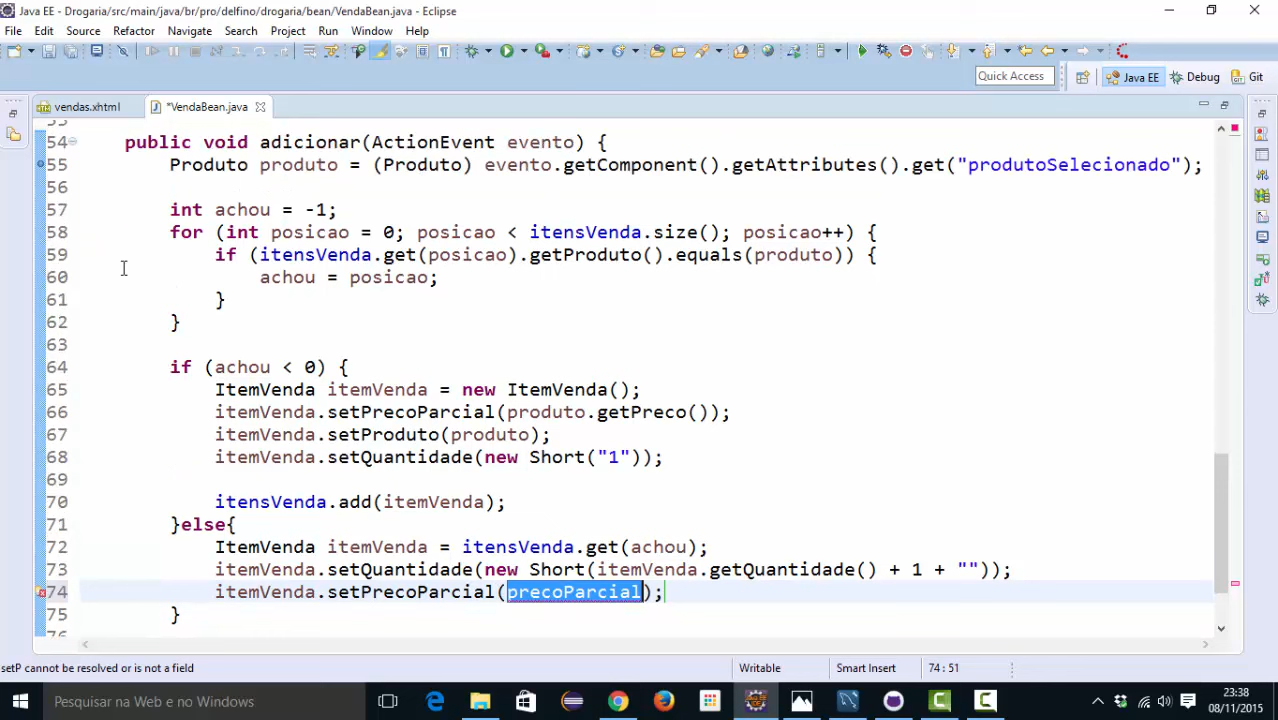 Java EE - Drogaria/src/main/java/br/pro/delfino/drogaria/bean/VendaBean.java - Eclipse
File Edit Source Refactor Navigate Search Project Run Window Help
Quick Access Java EE Debug Git
vendas.xhtml *VendaBean.java
54 public void adicionar(ActionEvent evento) {
55 Produto produto = (Produto) evento.getComponent().getAttributes().get("produtoSelecionado");
56
57 int achou = -1;
58 for (int posicao = 0; posicao < itensVenda.size(); posicao++) {
59 if (itensVenda.get(posicao).getProduto().equals(produto)) {
60 achou = posicao;
61 }
62 }
63
64 if (achou < 0) {
65 ItemVenda itemVenda = new ItemVenda();
66 itemVenda.setPrecoParcial(produto.getPreco());
67 itemVenda.setProduto(produto);
68 itemVenda.setQuantidade(new Short("1"));
69
70 itensVenda.add(itemVenda);
71 }else{
72 ItemVenda itemVenda = itensVenda.get(achou);
73 itemVenda.setQuantidade(new Short(itemVenda.getQuantidade() + 1 + ""));
74 itemVenda.setPrecoParcial(precoParcial);
75 }
setP cannot be resolved or is not a field Writable Smart Insert 74 : 51
Pesquisar na Web e no Windows
23:38
08/11/2015